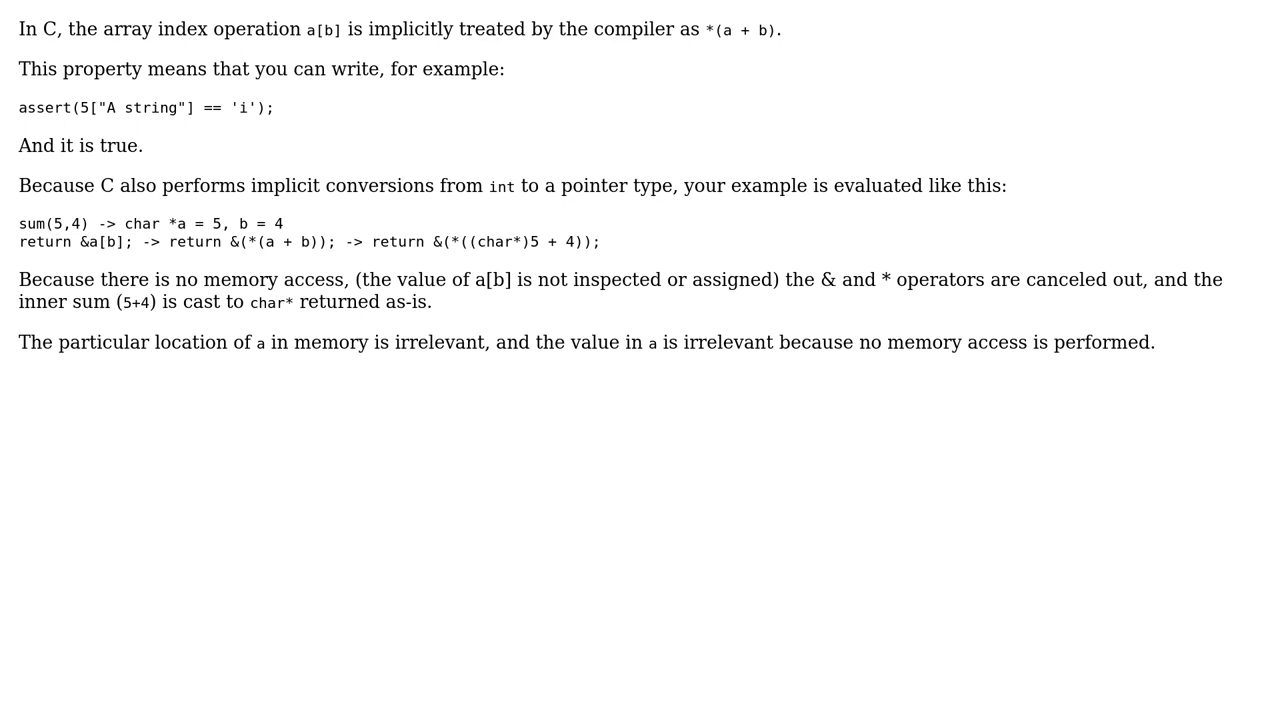 In C, the array index operation a[b] is implicitly treated by the compiler as *(a + b).
This property means that you can write, for example:
assert(5["A string"] == 'i');
And it is true.
Because C also performs implicit conversions from int to a pointer type, your example is evaluated like this:
sum(5,4) -> char *a = 5, b = 4
return &a[b]; -> return &(*(a + b)); -> return &(*((char*)5 + 4));
Because there is no memory access, (the value of a[b] is not inspected or assigned) the & and * operators are canceled out, and the
inner sum (5+4) is cast to char* returned as-is.
The particular location of a in memory is irrelevant, and the value in a is irrelevant because no memory access is performed.